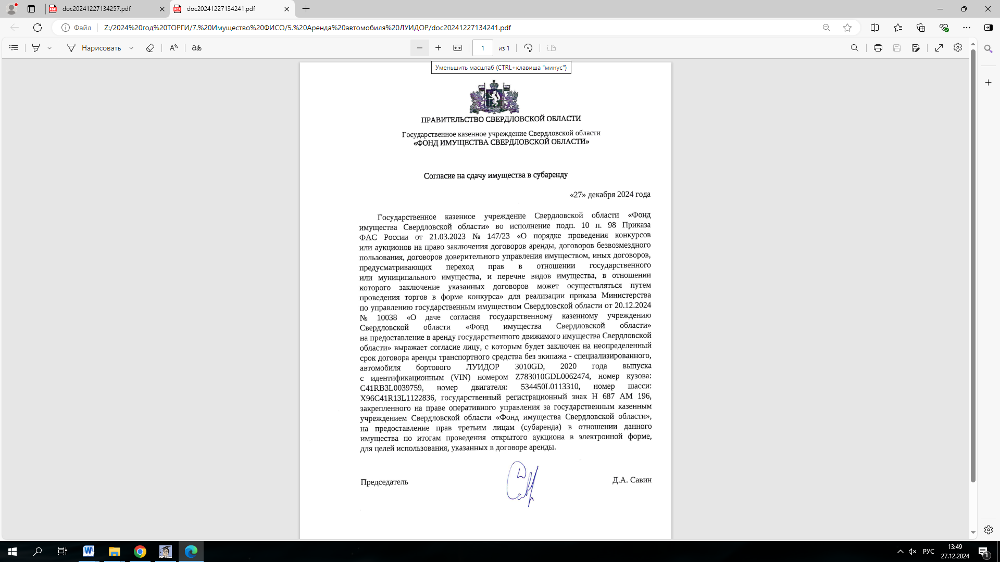 doc20241227134257.pdf
doc20241227134241.pdf
Файл
Z:/2024%20год%20ТОРГИ/7.%20Имущество%20ФИСО/5.%20Аренда%20автомобиля%20ЛУИДОР/doc20241227134241.pdf
Нарисовать
аあ
1
из 1
Уменьшить масштаб (CTRL+клавиша "минус")
ПРАВИТЕЛЬСТВО СВЕРДЛОВСКОЙ ОБЛАСТИ
Государственное казенное учреждение Свердловской области
«ФОНД ИМУЩЕСТВА СВЕРДЛОВСКОЙ ОБЛАСТИ»
Согласие на сдачу имущества в субаренду
«27» декабря 2024 года
Государственное казенное учреждение Свердловской области «Фонд
имущества Свердловской области» во исполнение подп. 10 п. 98 Приказа
ФАС России от 21.03.2023 № 147/23 «О порядке проведения конкурсов
или аукционов на право заключения договоров аренды, договоров безвозмездного
пользования, договоров доверительного управления имуществом, иных договоров,
предусматривающих переход прав в отношении государственного
или муниципального имущества, и перечне видов имущества, в отношении
которого заключение указанных договоров может осуществляться путем
проведения торгов в форме конкурса» для реализации приказа Министерства
по управлению государственным имуществом Свердловской области от 20.12.2024
№ 10038 «О даче согласия государственному казенному учреждению
Свердловской области «Фонд имущества Свердловской области»
на предоставление в аренду государственного движимого имущества Свердловской
области» выражает согласие лицу, с которым будет заключен на неопределенный
срок договора аренды транспортного средства без экипажа - специализированного,
автомобиля бортового ЛУИДОР 3010GD, 2020 года выпуска
с идентификационным (VIN) номером Z783010GDL0062474, номер кузова:
C41RB3L0039759, номер двигателя: 534450L0113310, номер шасси:
X96C41R13L1122836, государственный регистрационный знак Н 687 АМ 196,
закрепленного на праве оперативного управления за государственным казенным
учреждением Свердловской области «Фонд имущества Свердловской области»,
на предоставление прав третьим лицам (субаренда) в отношении данного
имущества по итогам проведения открытого аукциона в электронной форме,
для целей использования, указанных в договоре аренды.
Председатель
Д.А. Савин
РУС
13:49
27.12.2024
1